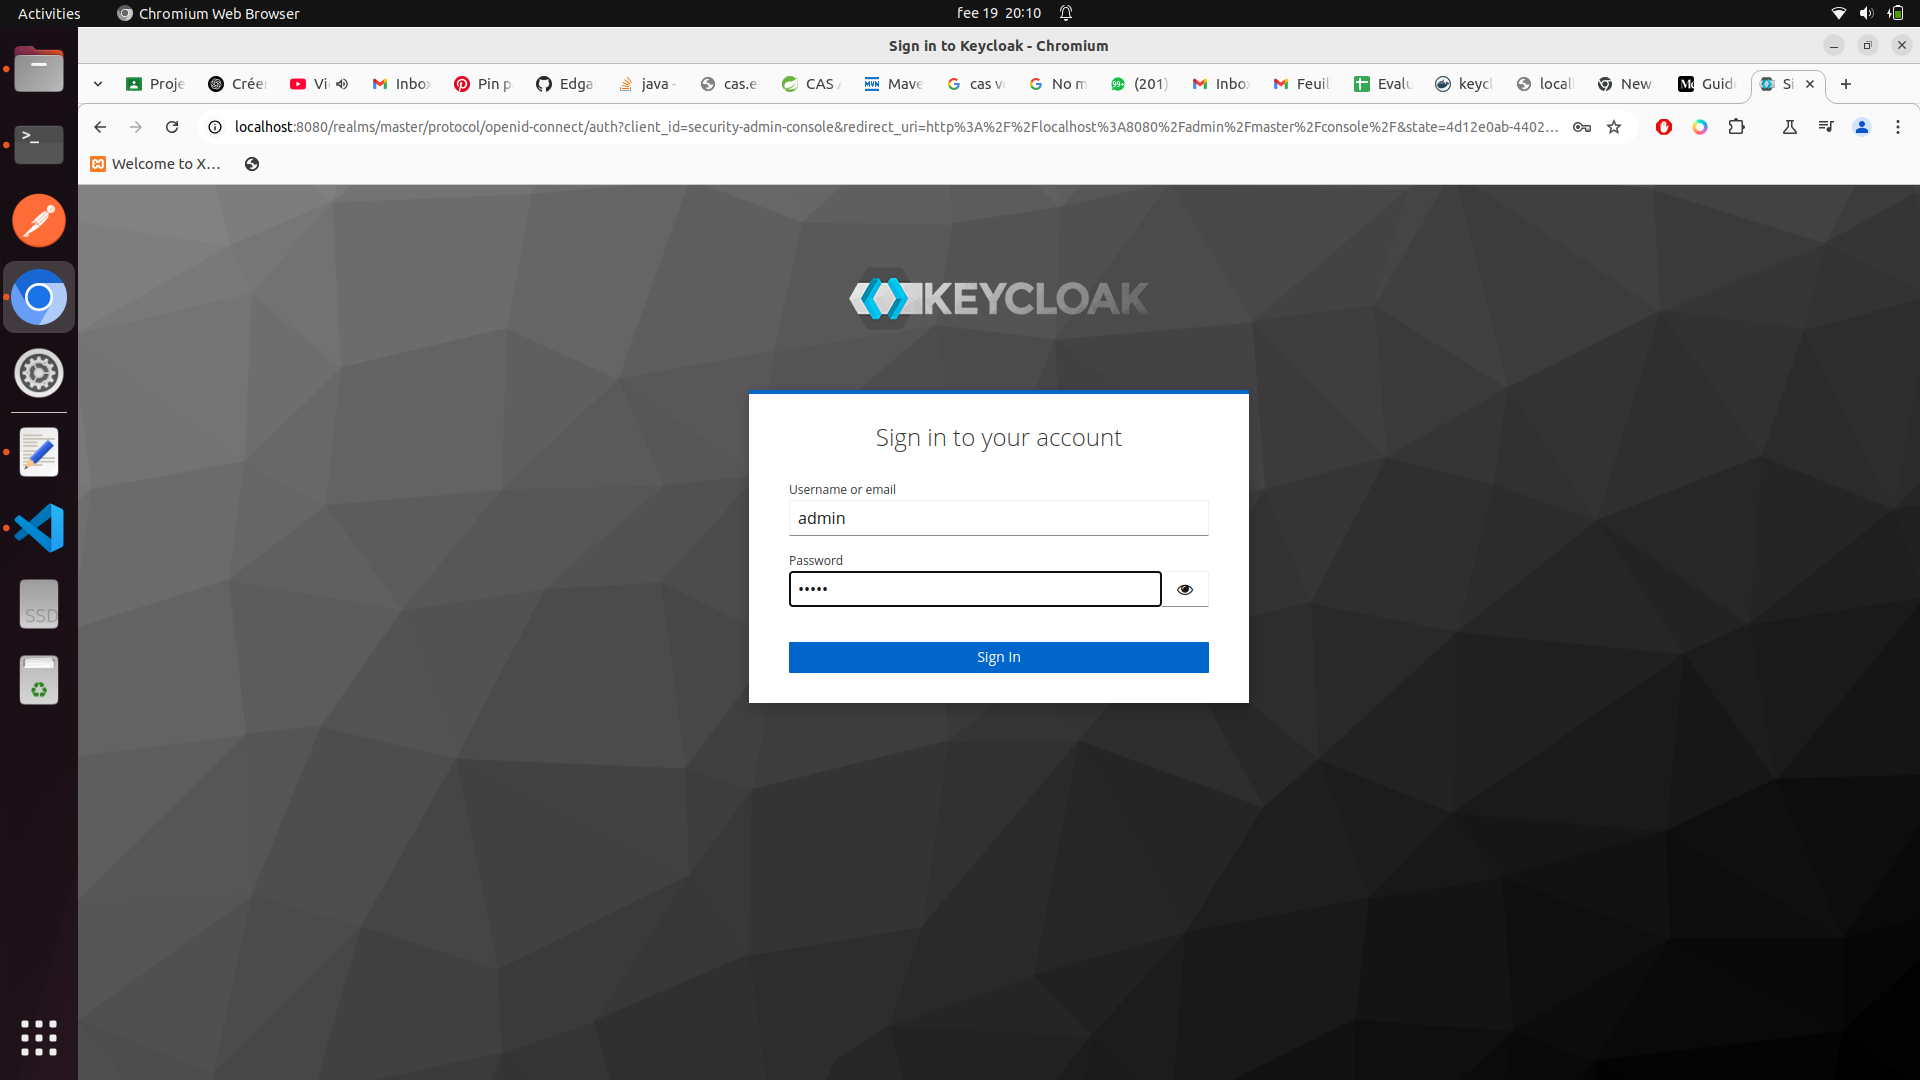 Activities
Chromium Web Browser
fee 19 20:10
Sign in to Keycloak - Chromium
Proje
Créer
Vi
Inbox
Pin p
Edga
java -
cas.e
CAS
Mave
cas v
No m
(201)
Inbox
Feuil
Evalu
keycl
local
New
Guid
Si
localhost:8080/realms/master/protocol/openid-connect/auth?client_id=security-admin-console&redirect_uri=http%3A%2F%2Flocalhost%3A8080%2Fadmin%2Fmaster%2Fconsole%2F&state=4d12e0ab-4402...
Welcome to X...
KEYCLOAK
Sign in to your account
Username or email
admin
Password
•••••
Sign In
SSD